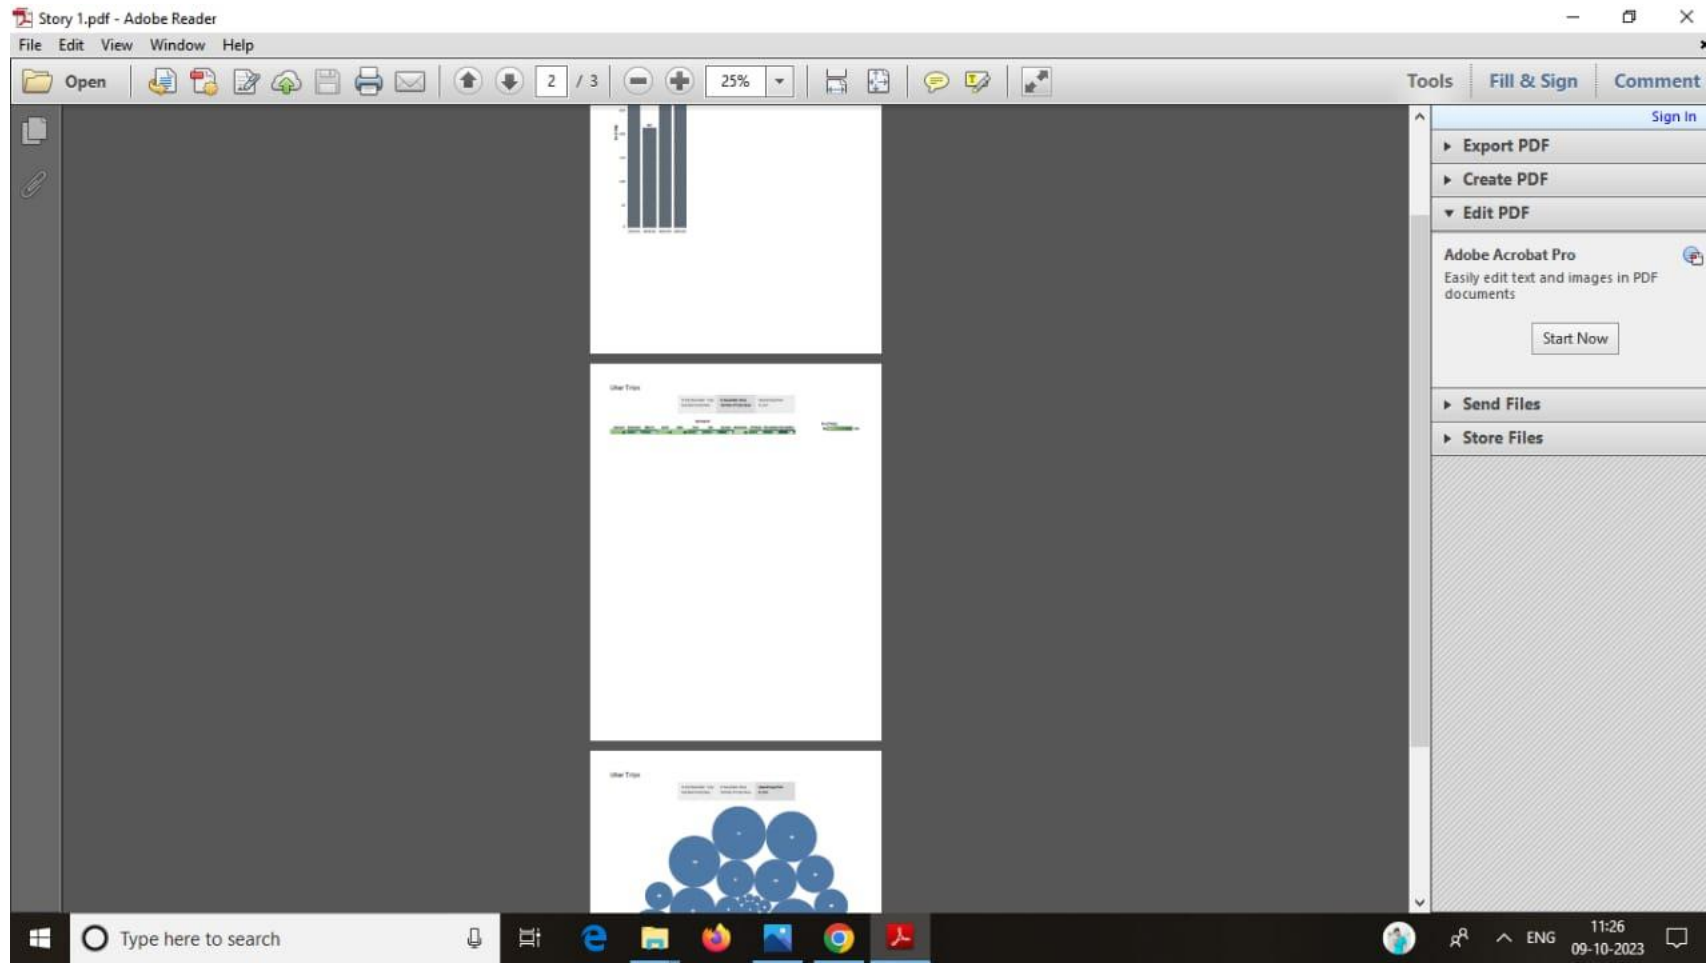 Story 1.pdf - Adobe Reader
File Edit View Window Help
Open 2 / 3 25% Tools Fill & Sign Comment
Sign In
Export PDF
Create PDF
Edit PDF
Adobe Acrobat Pro
Easily edit text and images in PDF
documents
Start Now
Send Files
Store Files
Uber Trips
Uber Trips
Type here to search
ENG
11:26
09-10-2023